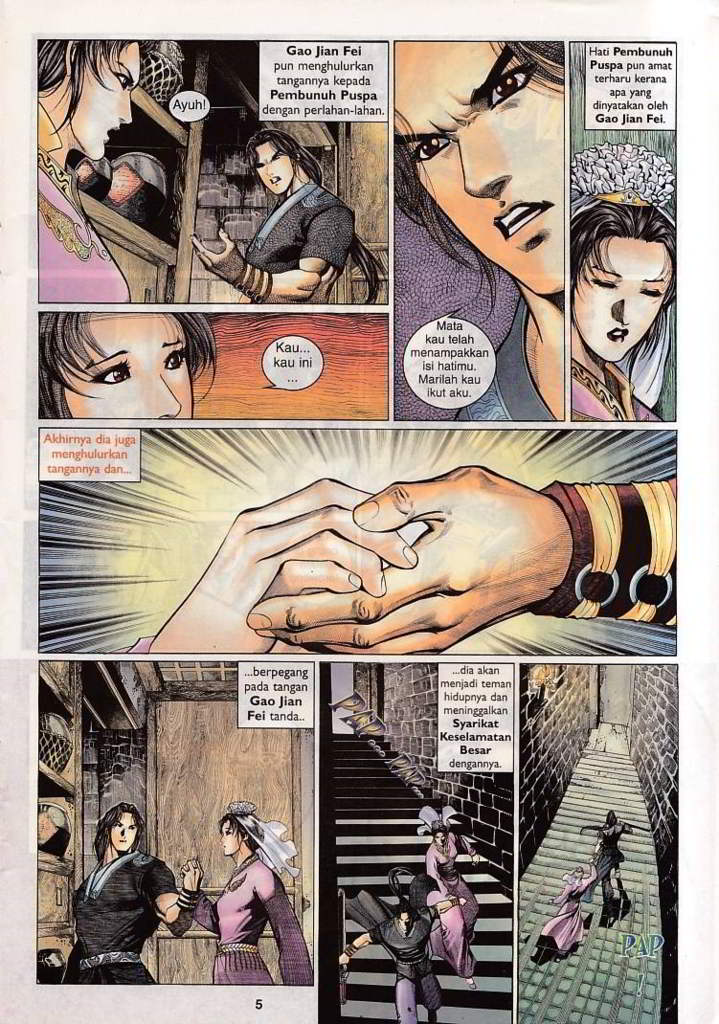 Gao Jian Fei
pun menghulurkan
tangannya kepada
Pembunuh Puspa
dengan perlahan-lahan.
Ayuh!
Hati Pembunuh
Puspa pun amat
terharu kerana
apa yang
dinyatakan oleh
Gao Jian Fei.
Mata
kau telah
menampakkan
isi hatimu.
Marilah kau
ikut aku.
Kau...
kau ini
...
Akhirnya dia juga
menghulurkan
tangannya dan...
...berpegang
pada tangan
Gao Jian
Fei tanda..
...dia akan
menjadi teman
hidupnya dan
meninggalkan
Syarikat
Keselamatan
Besar
dengannya.
PAP
... PAP
PAP
!
5